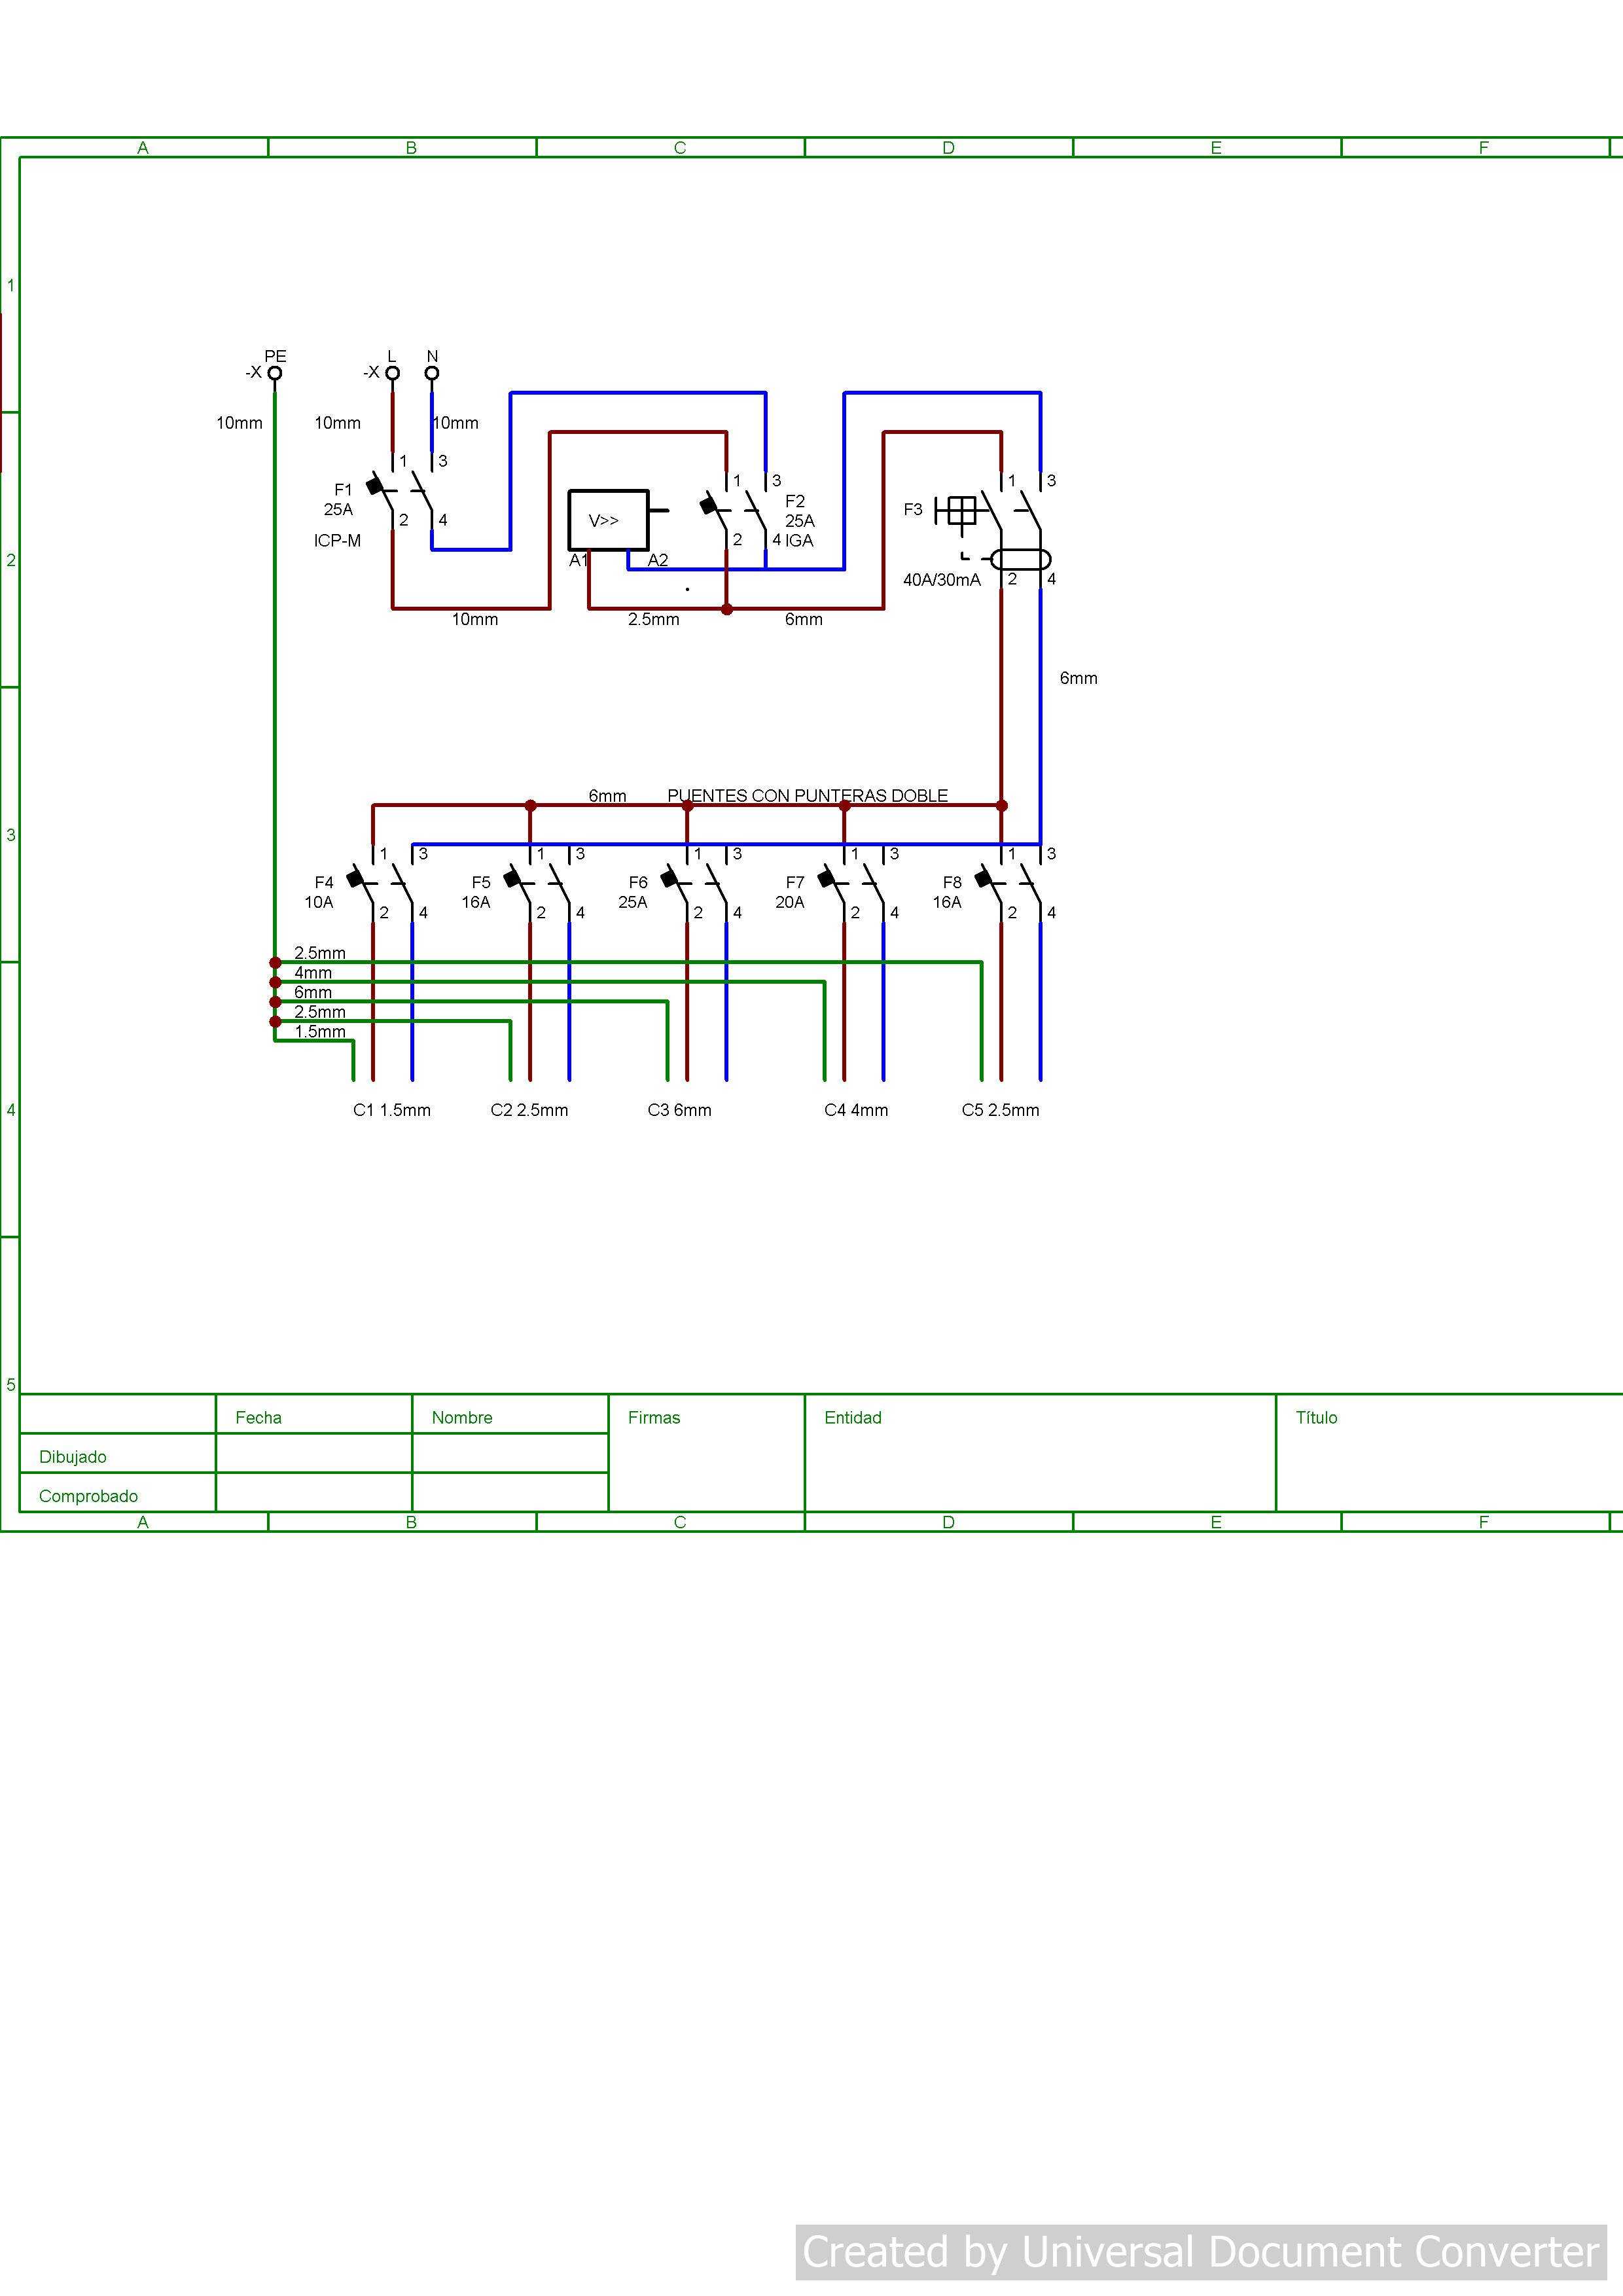 A B C D E F
1
PE L N
-X -X
10mm 10mm 10mm
1 3
F1
25A
2 4
ICP-M
V>>
A1 A2
1 3
F2
25A
2 4 IGA
1 3
F3
40A/30mA 2 4
2
10mm 2.5mm 6mm
6mm
6mm PUENTES CON PUNTERAS DOBLE
3
1 3 1 3 1 3 1 3 1 3
F4 F5 F6 F7 F8
10A 16A 25A 20A 16A
2 4 2 4 2 4 2 4 2 4
2.5mm
4mm
6mm
2.5mm
1.5mm
4
C1 1.5mm C2 2.5mm C3 6mm C4 4mm C5 2.5mm
5
Fecha Nombre Firmas Entidad Título
Dibujado
Comprobado
A B C D E F
Created by Universal Document Converter